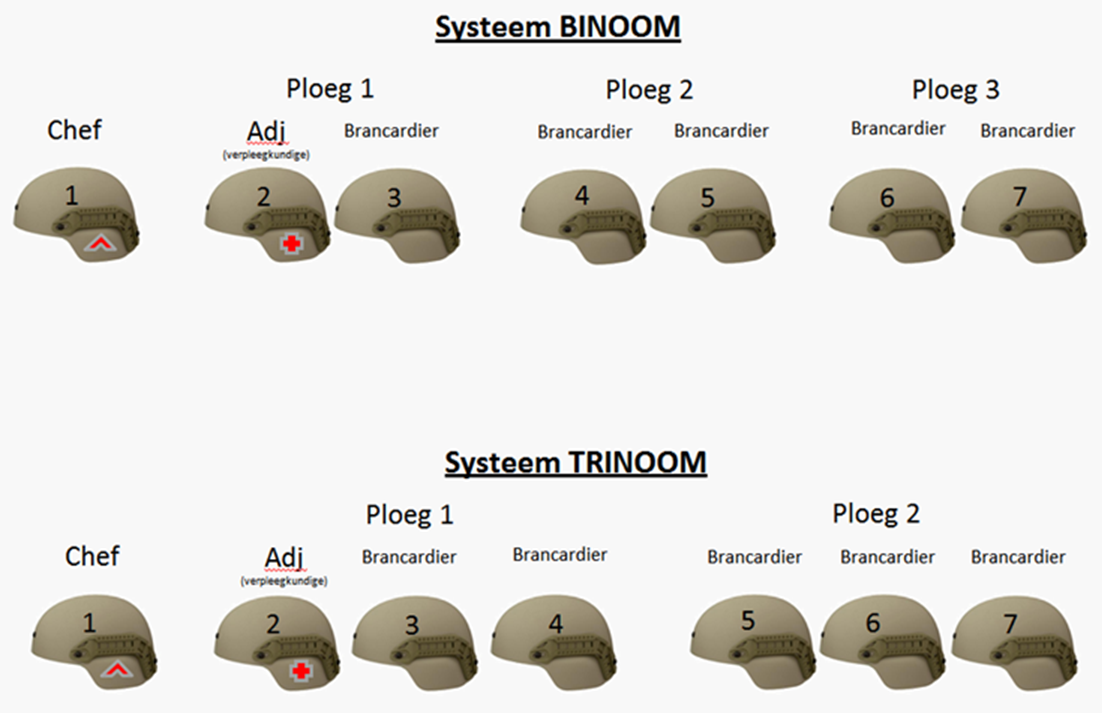 Systeem BINOOM
Ploeg 1
Ploeg 2
Ploeg 3
Chef
Adj
(verpleegkundige)
Brancardier
Brancardier
Brancardier
Brancardier
Brancardier
1
2
3
4
5
6
7
Systeem TRINOOM
Ploeg 1
Ploeg 2
Chef
Adj
(verpleegkundige)
Brancardier
Brancardier
Brancardier
Brancardier
Brancardier
1
2
3
4
5
6
7